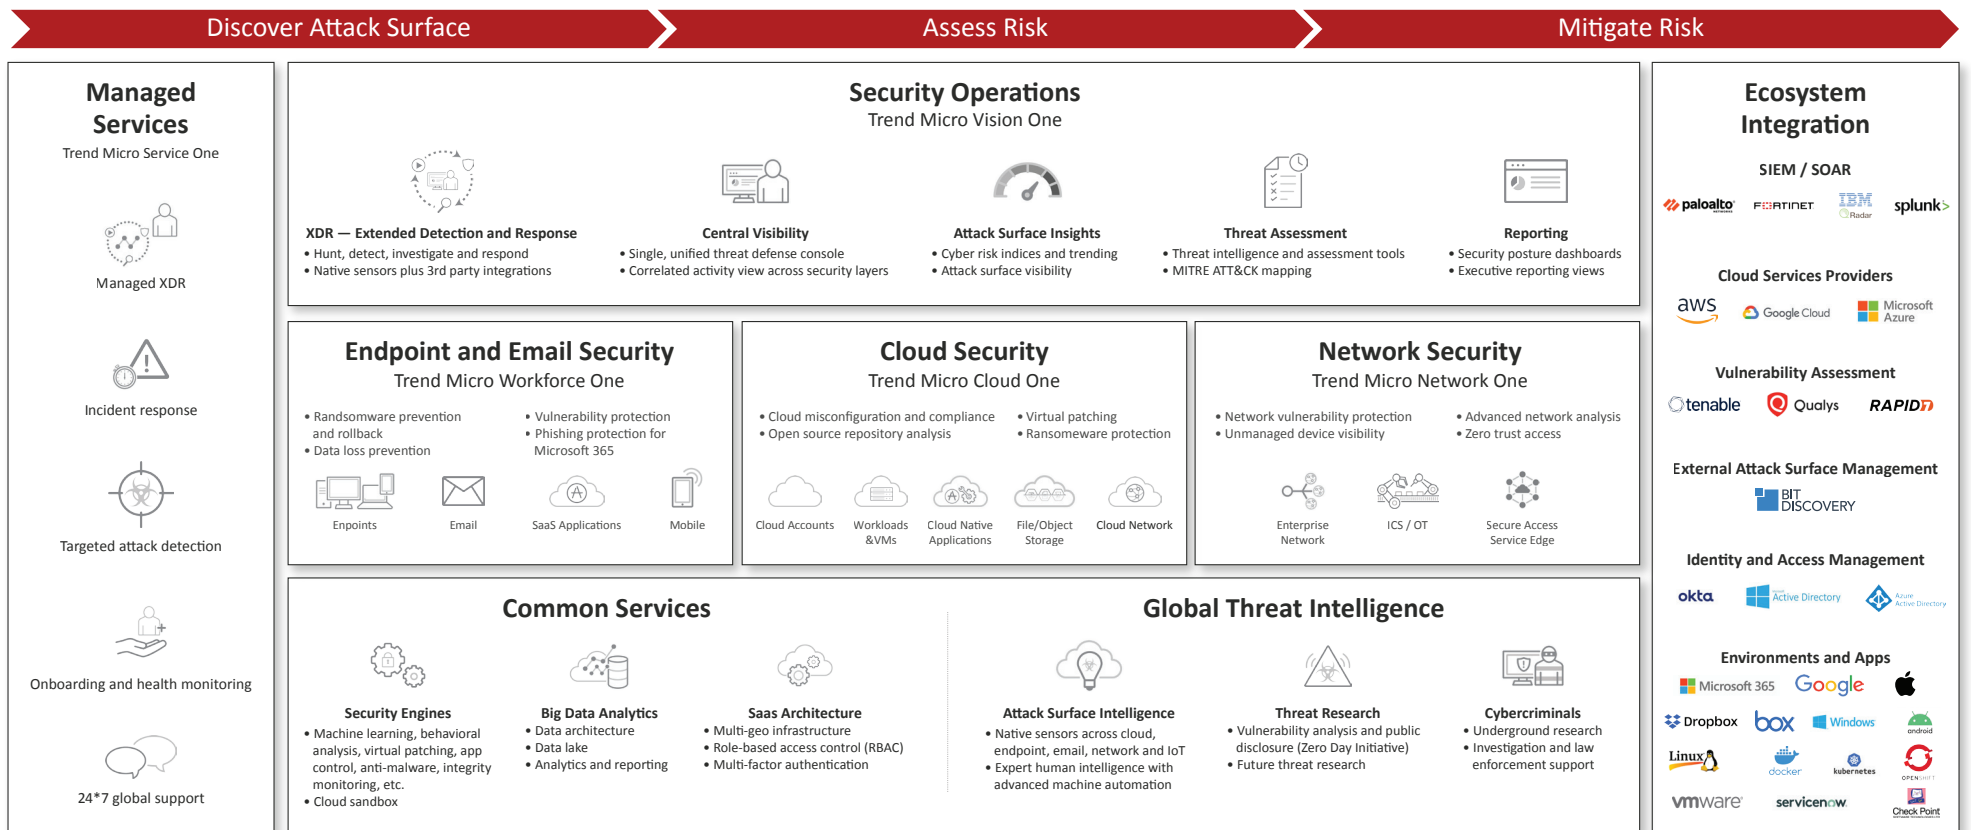 Discover Attack Surface
Assess Risk
Mitigate Risk
Managed
Services
Trend Micro Service One
Managed XDR
Incident response
Targeted attack detection
Onboarding and health monitoring
24*7 global support
Security Operations
Trend Micro Vision One
XDR — Extended Detection and Response
• Hunt, detect, investigate and respond
• Native sensors plus 3rd party integrations
Central Visibility
• Single, unified threat defense console
• Correlated activity view across security layers
Attack Surface Insights
• Cyber risk indices and trending
• Attack surface visibility
Threat Assessment
• Threat intelligence and assessment tools
• MITRE ATT&CK mapping
Reporting
• Security posture dashboards
• Executive reporting views
Endpoint and Email Security
Trend Micro Workforce One
• Randsomware prevention
and rollback
• Data loss prevention
• Vulnerability protection
• Phishing protection for
Microsoft 365
Enpoints
Email
SaaS Applications
Mobile
Cloud Security
Trend Micro Cloud One
• Cloud misconfiguration and compliance
• Open source repository analysis
• Virtual patching
• Ransomeware protection
Cloud Accounts
Workloads
&VMs
Cloud Native
Applications
File/Object
Storage
Cloud Network
Network Security
Trend Micro Network One
• Network vulnerability protection
• Unmanaged device visibility
• Advanced network analysis
• Zero trust access
Enterprise
Network
ICS / OT
Secure Access
Service Edge
Common Services
Security Engines
• Machine learning, behavioral
analysis, virtual patching, app
control, anti-malware, integrity
monitoring, etc.
• Cloud sandbox
Big Data Analytics
• Data architecture
• Data lake
• Analytics and reporting
Saas Architecture
• Multi-geo infrastructure
• Role-based access control (RBAC)
• Multi-factor authentication
Global Threat Intelligence
Attack Surface Intelligence
• Native sensors across cloud,
endpoint, email, network and IoT
• Expert human intelligence with
advanced machine automation
Threat Research
• Vulnerability analysis and public
disclosure (Zero Day Initiative)
• Future threat research
Cybercriminals
• Underground research
• Investigation and law
enforcement support
Ecosystem
Integration
SIEM / SOAR
paloalto
NETWORKS
FORTINET
IBM
QRadar
splunk>
Cloud Services Providers
aws
Google Cloud
Microsoft
Azure
Vulnerability Assessment
tenable
Qualys
RAPID7
External Attack Surface Management
BIT
DISCOVERY
Identity and Access Management
okta
Active Directory
Azure
Active Directory
Environments and Apps
Microsoft 365
Google
Dropbox
box
Windows
android
Linux
docker
kubernetes
OPENSHIFT
vmware
servicenow
Check Point